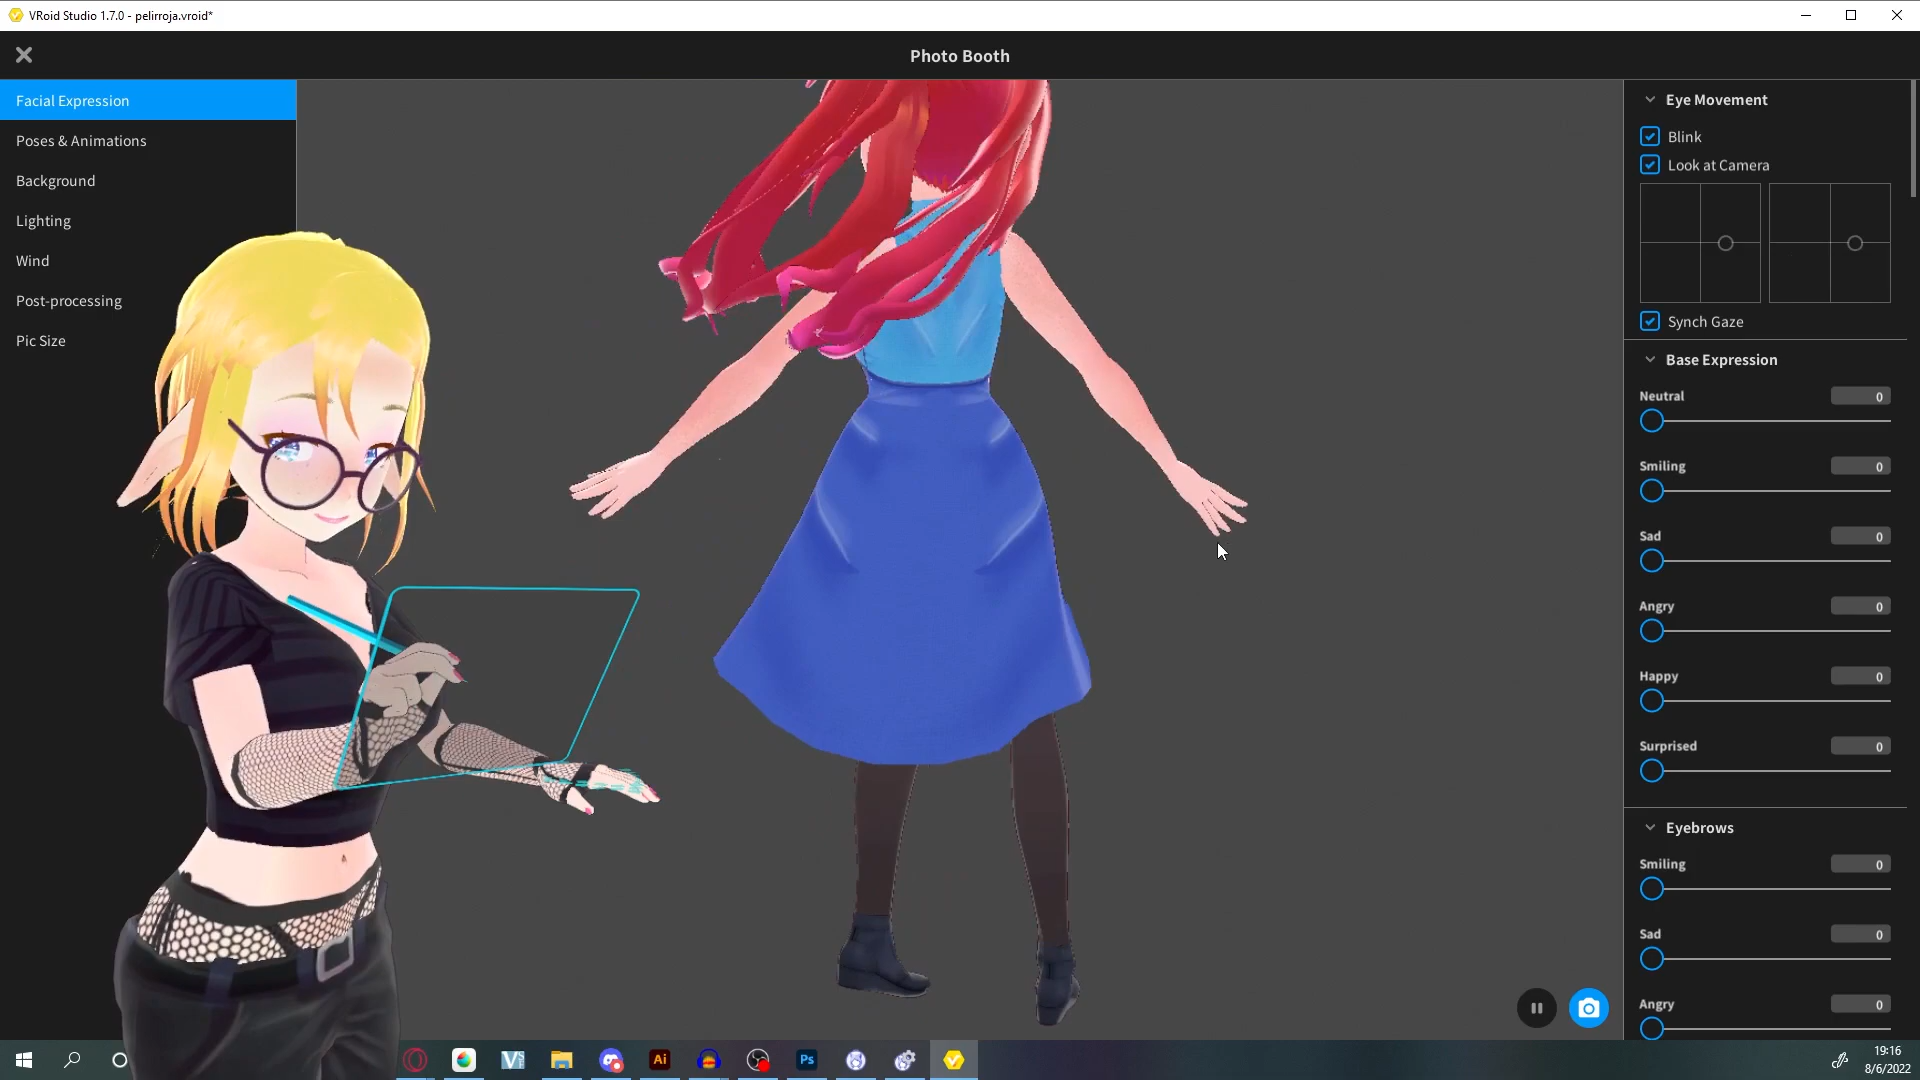 VRoid Studio 1.7.0 - pelirroja.vroid*
Photo Booth
Facial Expression
Poses & Animations
Background
Lighting
Wind
Post-processing
Pic Size
Eye Movement
Blink
Look at Camera
Synch Gaze
Base Expression
Neutral 0
Smiling 0
Sad 0
Angry 0
Happy 0
Surprised 0
Eyebrows
Smiling 0
Sad 0
Angry 0
Ai
Ps
19:16
8/6/2022